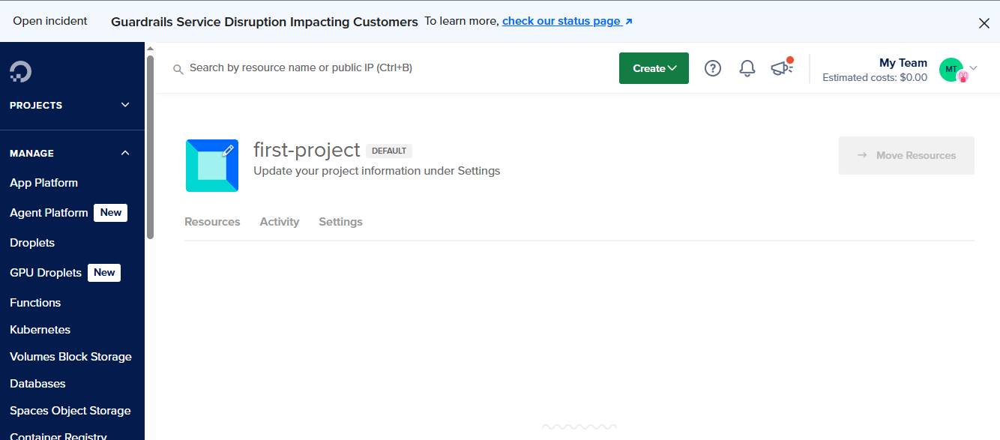 Open incident Guardrails Service Disruption Impacting Customers To learn more, check our status page
Search by resource name or public IP (Ctrl+B)
Create
My Team
Estimated costs: $0.00
MT
PROJECTS
MANAGE
App Platform
Agent Platform New
Droplets
GPU Droplets New
Functions
Kubernetes
Volumes Block Storage
Databases
Spaces Object Storage
Container Registry
first-project DEFAULT
Update your project information under Settings
Move Resources
Resources Activity Settings